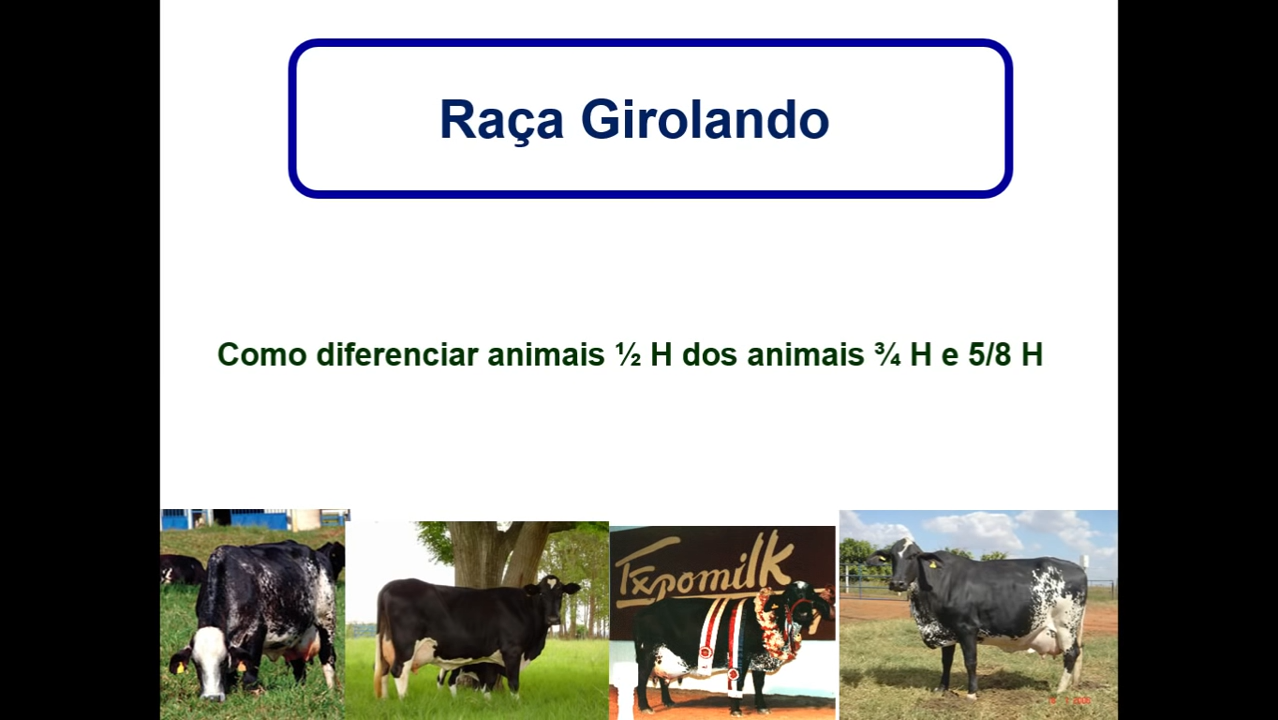 Raça Girolando
Como diferenciar animais ½ H dos animais ¾ H e 5/8 H
Expomilk